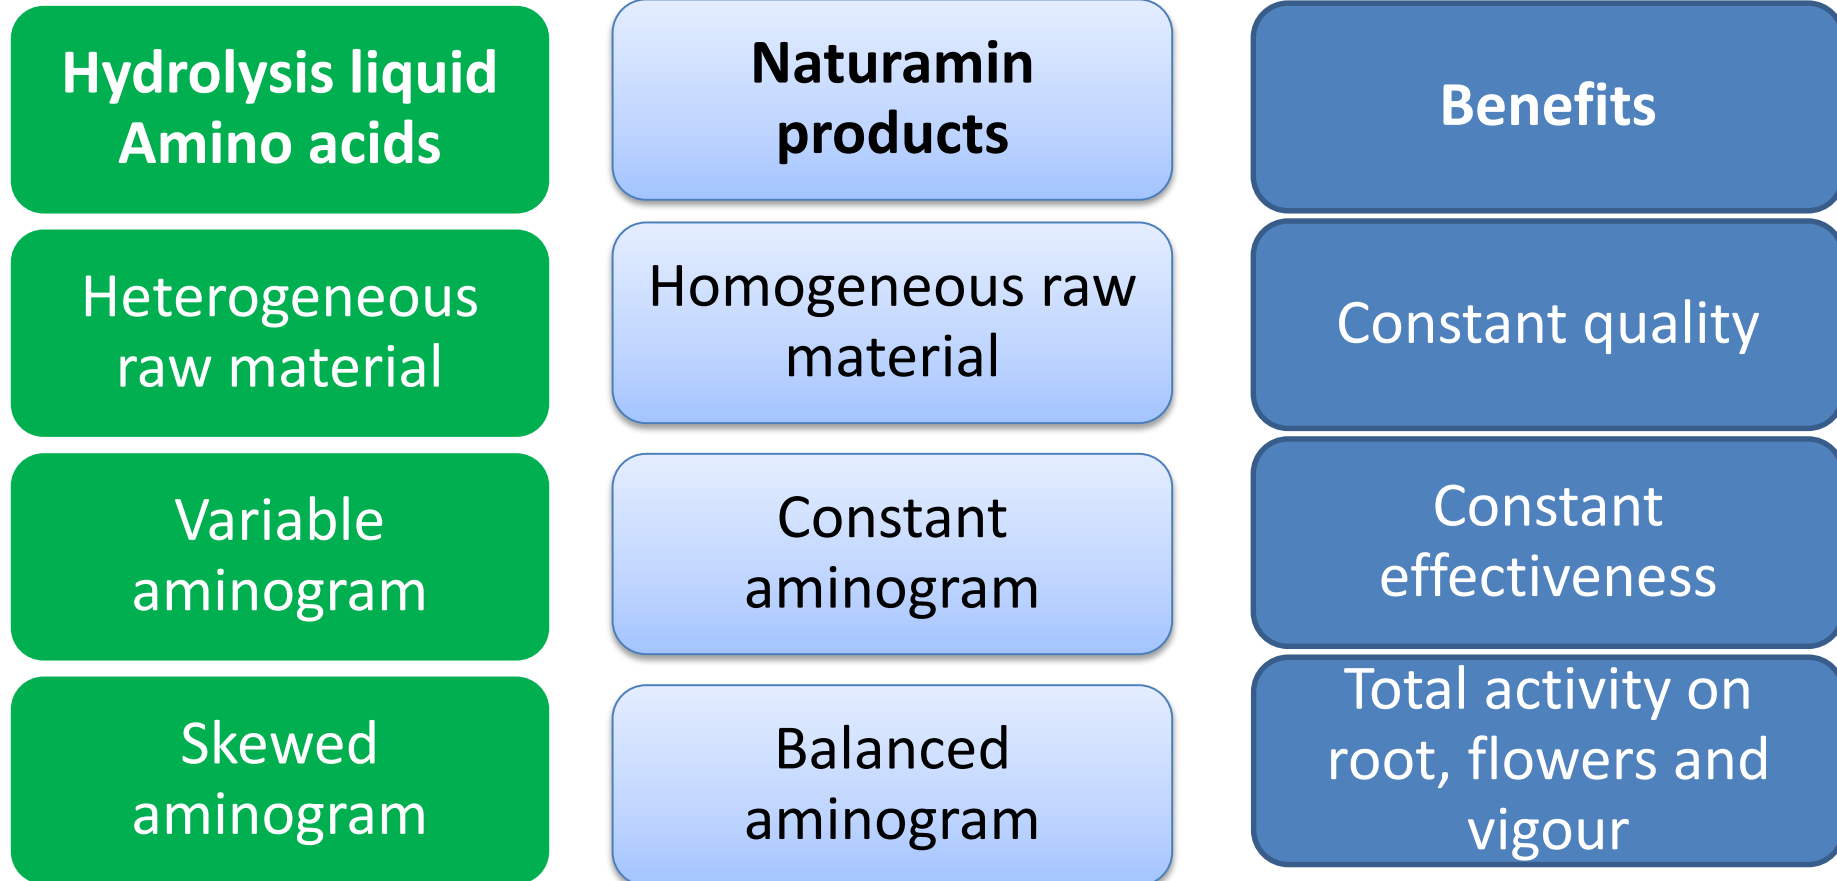 Hydrolysis liquid
Amino acids
Naturamin
products
Benefits
Heterogeneous
raw material
Homogeneous raw
material
Constant quality
Variable
aminogram
Constant
aminogram
Constant
effectiveness
Skewed
aminogram
Balanced
aminogram
Total activity on
root, flowers and
vigour